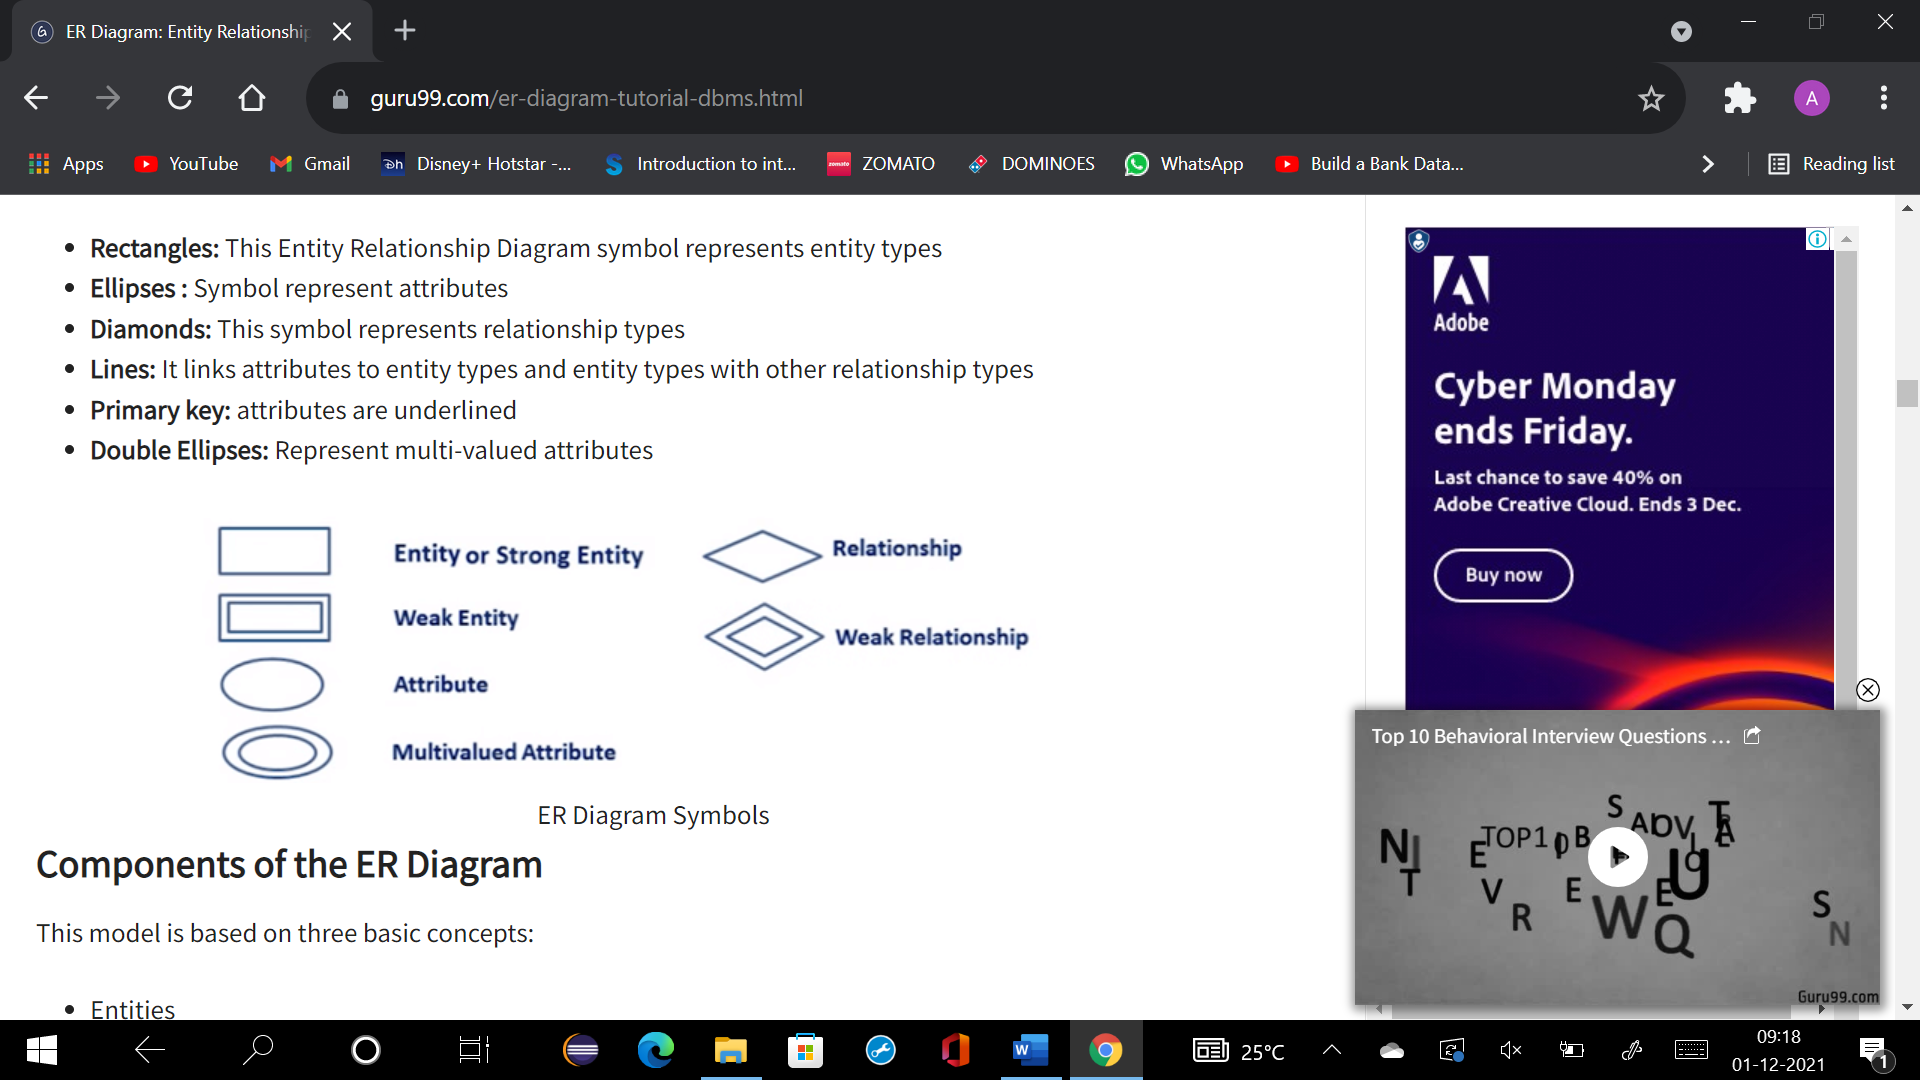 ER Diagram: Entity Relationship
guru99.com/er-diagram-tutorial-dbms.html
A
Apps
YouTube
Gmail
Disney+ Hotstar -...
Introduction to int...
zomato
ZOMATO
DOMINOES
WhatsApp
Build a Bank Data...
Reading list
• Rectangles: This Entity Relationship Diagram symbol represents entity types
• Ellipses : Symbol represent attributes
• Diamonds: This symbol represents relationship types
• Lines: It links attributes to entity types and entity types with other relationship types
• Primary key: attributes are underlined
• Double Ellipses: Represent multi-valued attributes
Entity or Strong Entity
Relationship
Weak Entity
Weak Relationship
Attribute
Multivalued Attribute
ER Diagram Symbols
Components of the ER Diagram
This model is based on three basic concepts:
• Entities
Adobe
Cyber Monday
ends Friday.
Last chance to save 40% on
Adobe Creative Cloud. Ends 3 Dec.
Buy now
Top 10 Behavioral Interview Questions ...
TOP1
Guru99.com
25°C
09:18
01-12-2021
1